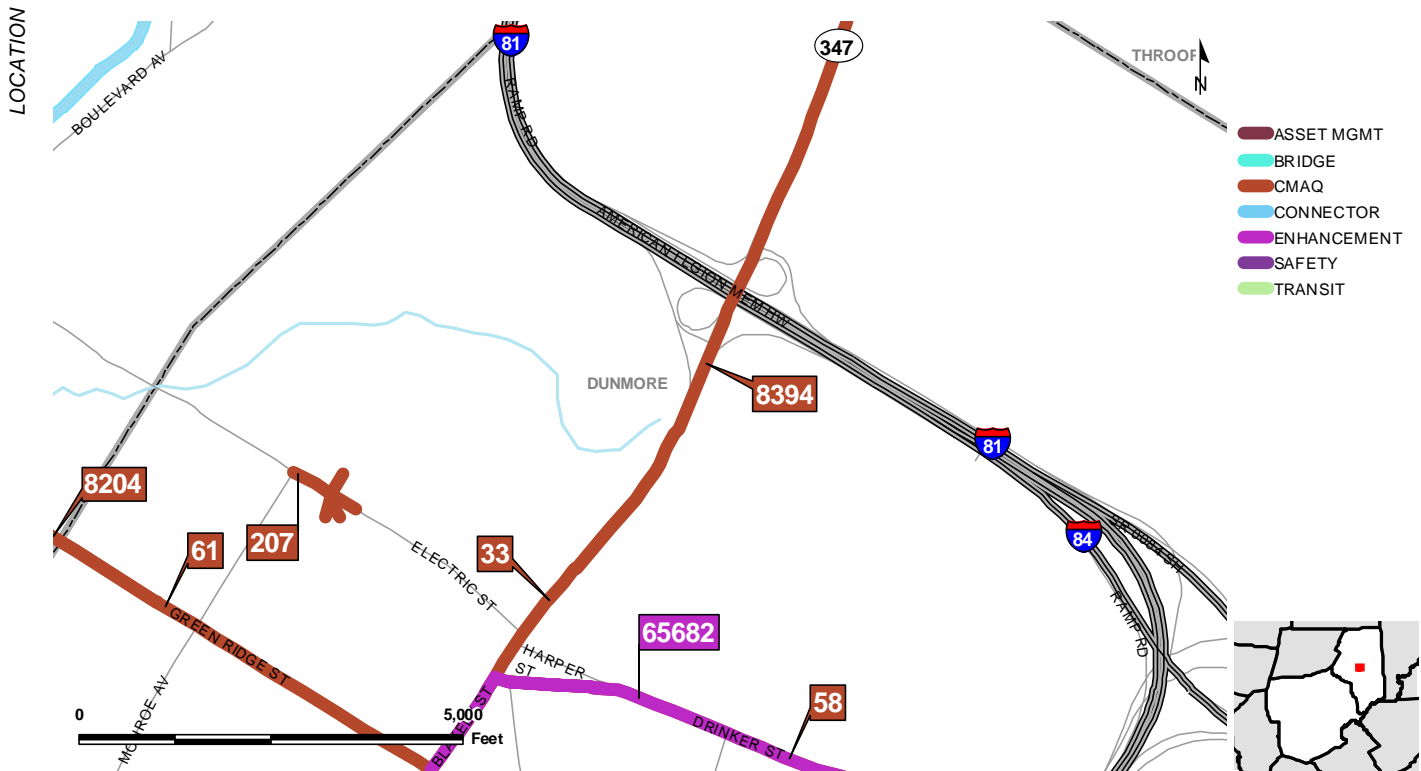 LOCATION
BOULEVARD AV
81
RAMP RD
347
THROOP
N
ASSET MGMT
BRIDGE
CMAQ
CONNECTOR
ENHANCEMENT
SAFETY
TRANSIT
AMERICAN LEGION MEM HW
DUNMORE
8394
81
8204
61
207
33
ELECTRIC ST
84
RAMP RD
GREEN RIDGE ST
65682
HARPER
ST
58
MONROE AV
DRINKER ST
0
5,000
Feet